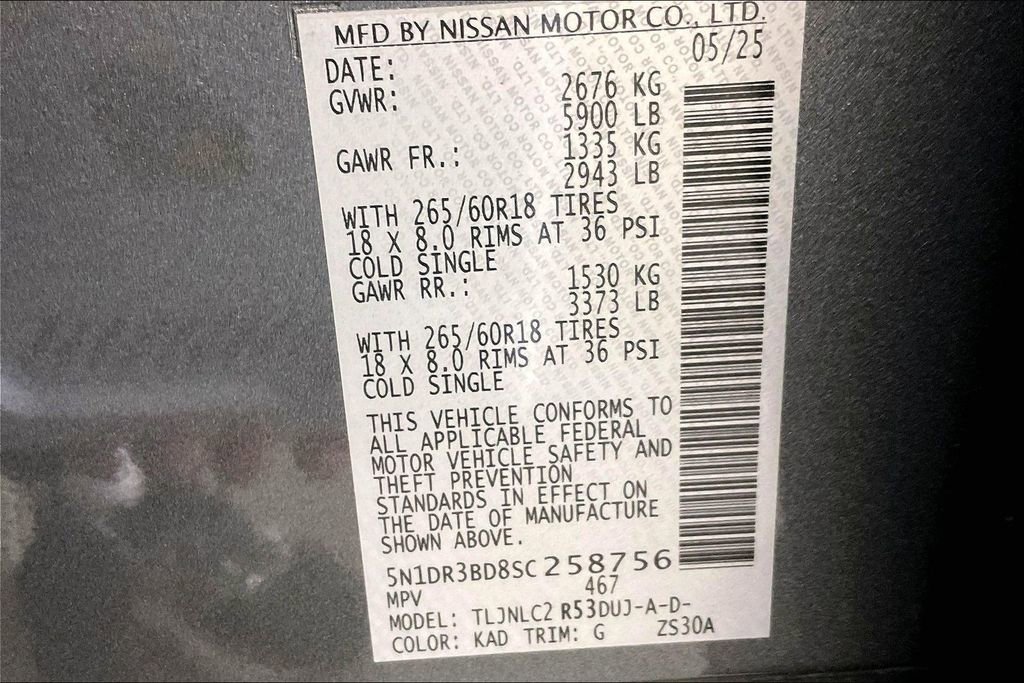 MFD BY NISSAN MOTOR CO., LTD.
DATE: 05/25
GVWR: 2676 KG
5900 LB
GAWR FR.: 1335 KG
2943 LB
WITH 265/60R18 TIRES
18 X 8.0 RIMS AT 36 PSI
COLD SINGLE
GAWR RR.: 1530 KG
3373 LB
WITH 265/60R18 TIRES
18 X 8.0 RIMS AT 36 PSI
COLD SINGLE
THIS VEHICLE CONFORMS TO
ALL APPLICABLE FEDERAL
MOTOR VEHICLE SAFETY AND
THEFT PREVENTION
STANDARDS IN EFFECT ON
THE DATE OF MANUFACTURE
SHOWN ABOVE.
5N1DR3BD8SC258756
MPV 467
MODEL: TLJNLC2 R53DUJ-A-D-
COLOR: KAD TRIM: G ZS30A